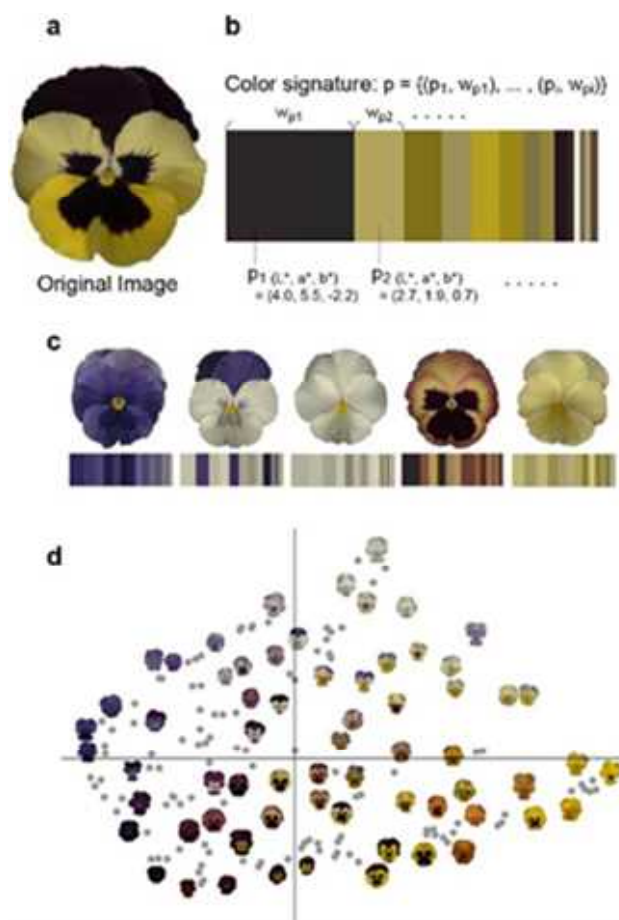 a
b
Color signature: p = {(p1, wp1), ... , (pi, wpi)}
wp1
wp2
. . . . .
p1 (L*, a*, b*)
= (4.0, 5.5, -2.2)
p2 (L*, a*, b*)
= (2.7, 1.9, 0.7)
. . . . .
Original Image
c
d